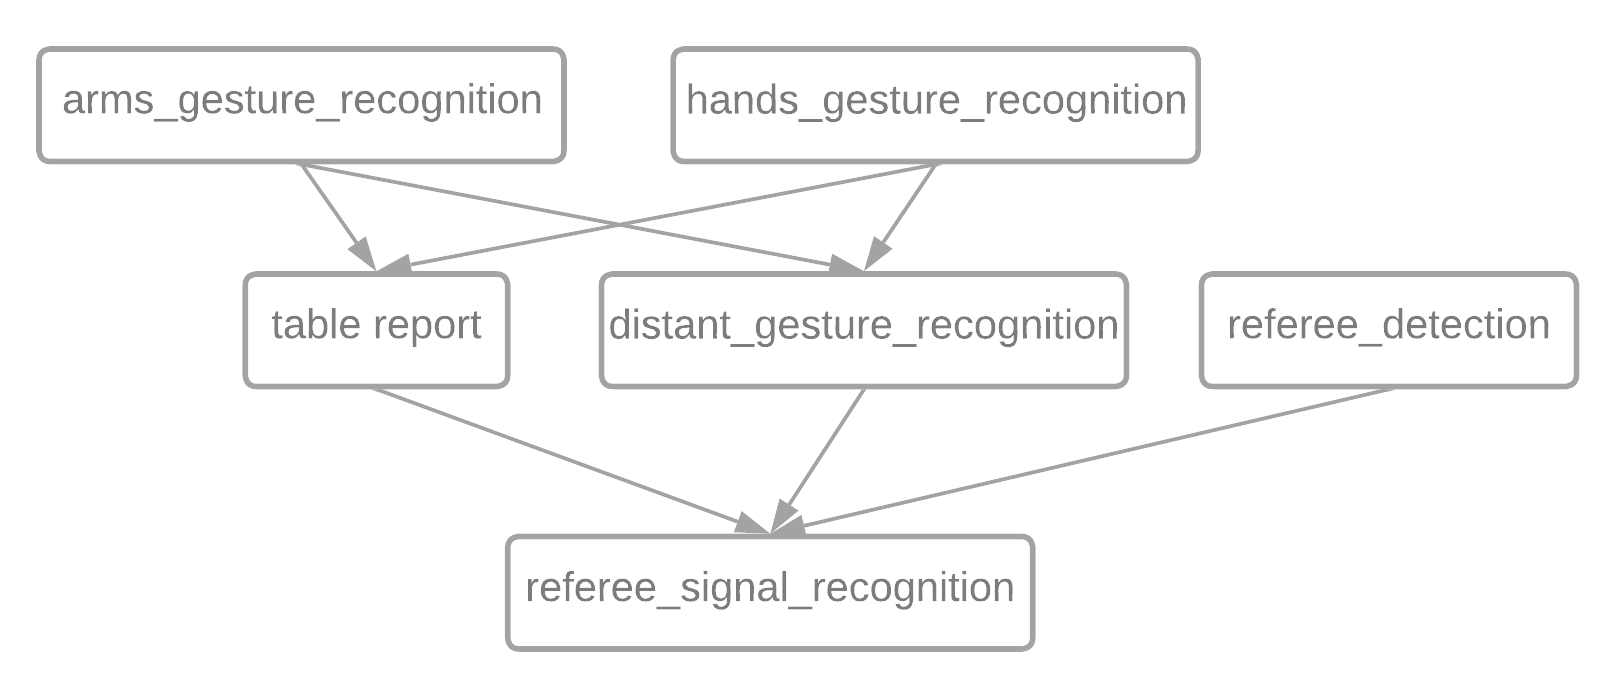 arms_gesture_recognition
hands_gesture_recognition
table report
distant_gesture_recognition
referee_detection
referee_signal_recognition